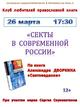 Клуб любителей православной книги
26 марта 17:30
«СЕКТЫ
В СОВРЕМЕННОЙ
РОССИИ»
По книге
Александра ДВОРКИНА
«Сектоведение»
12+